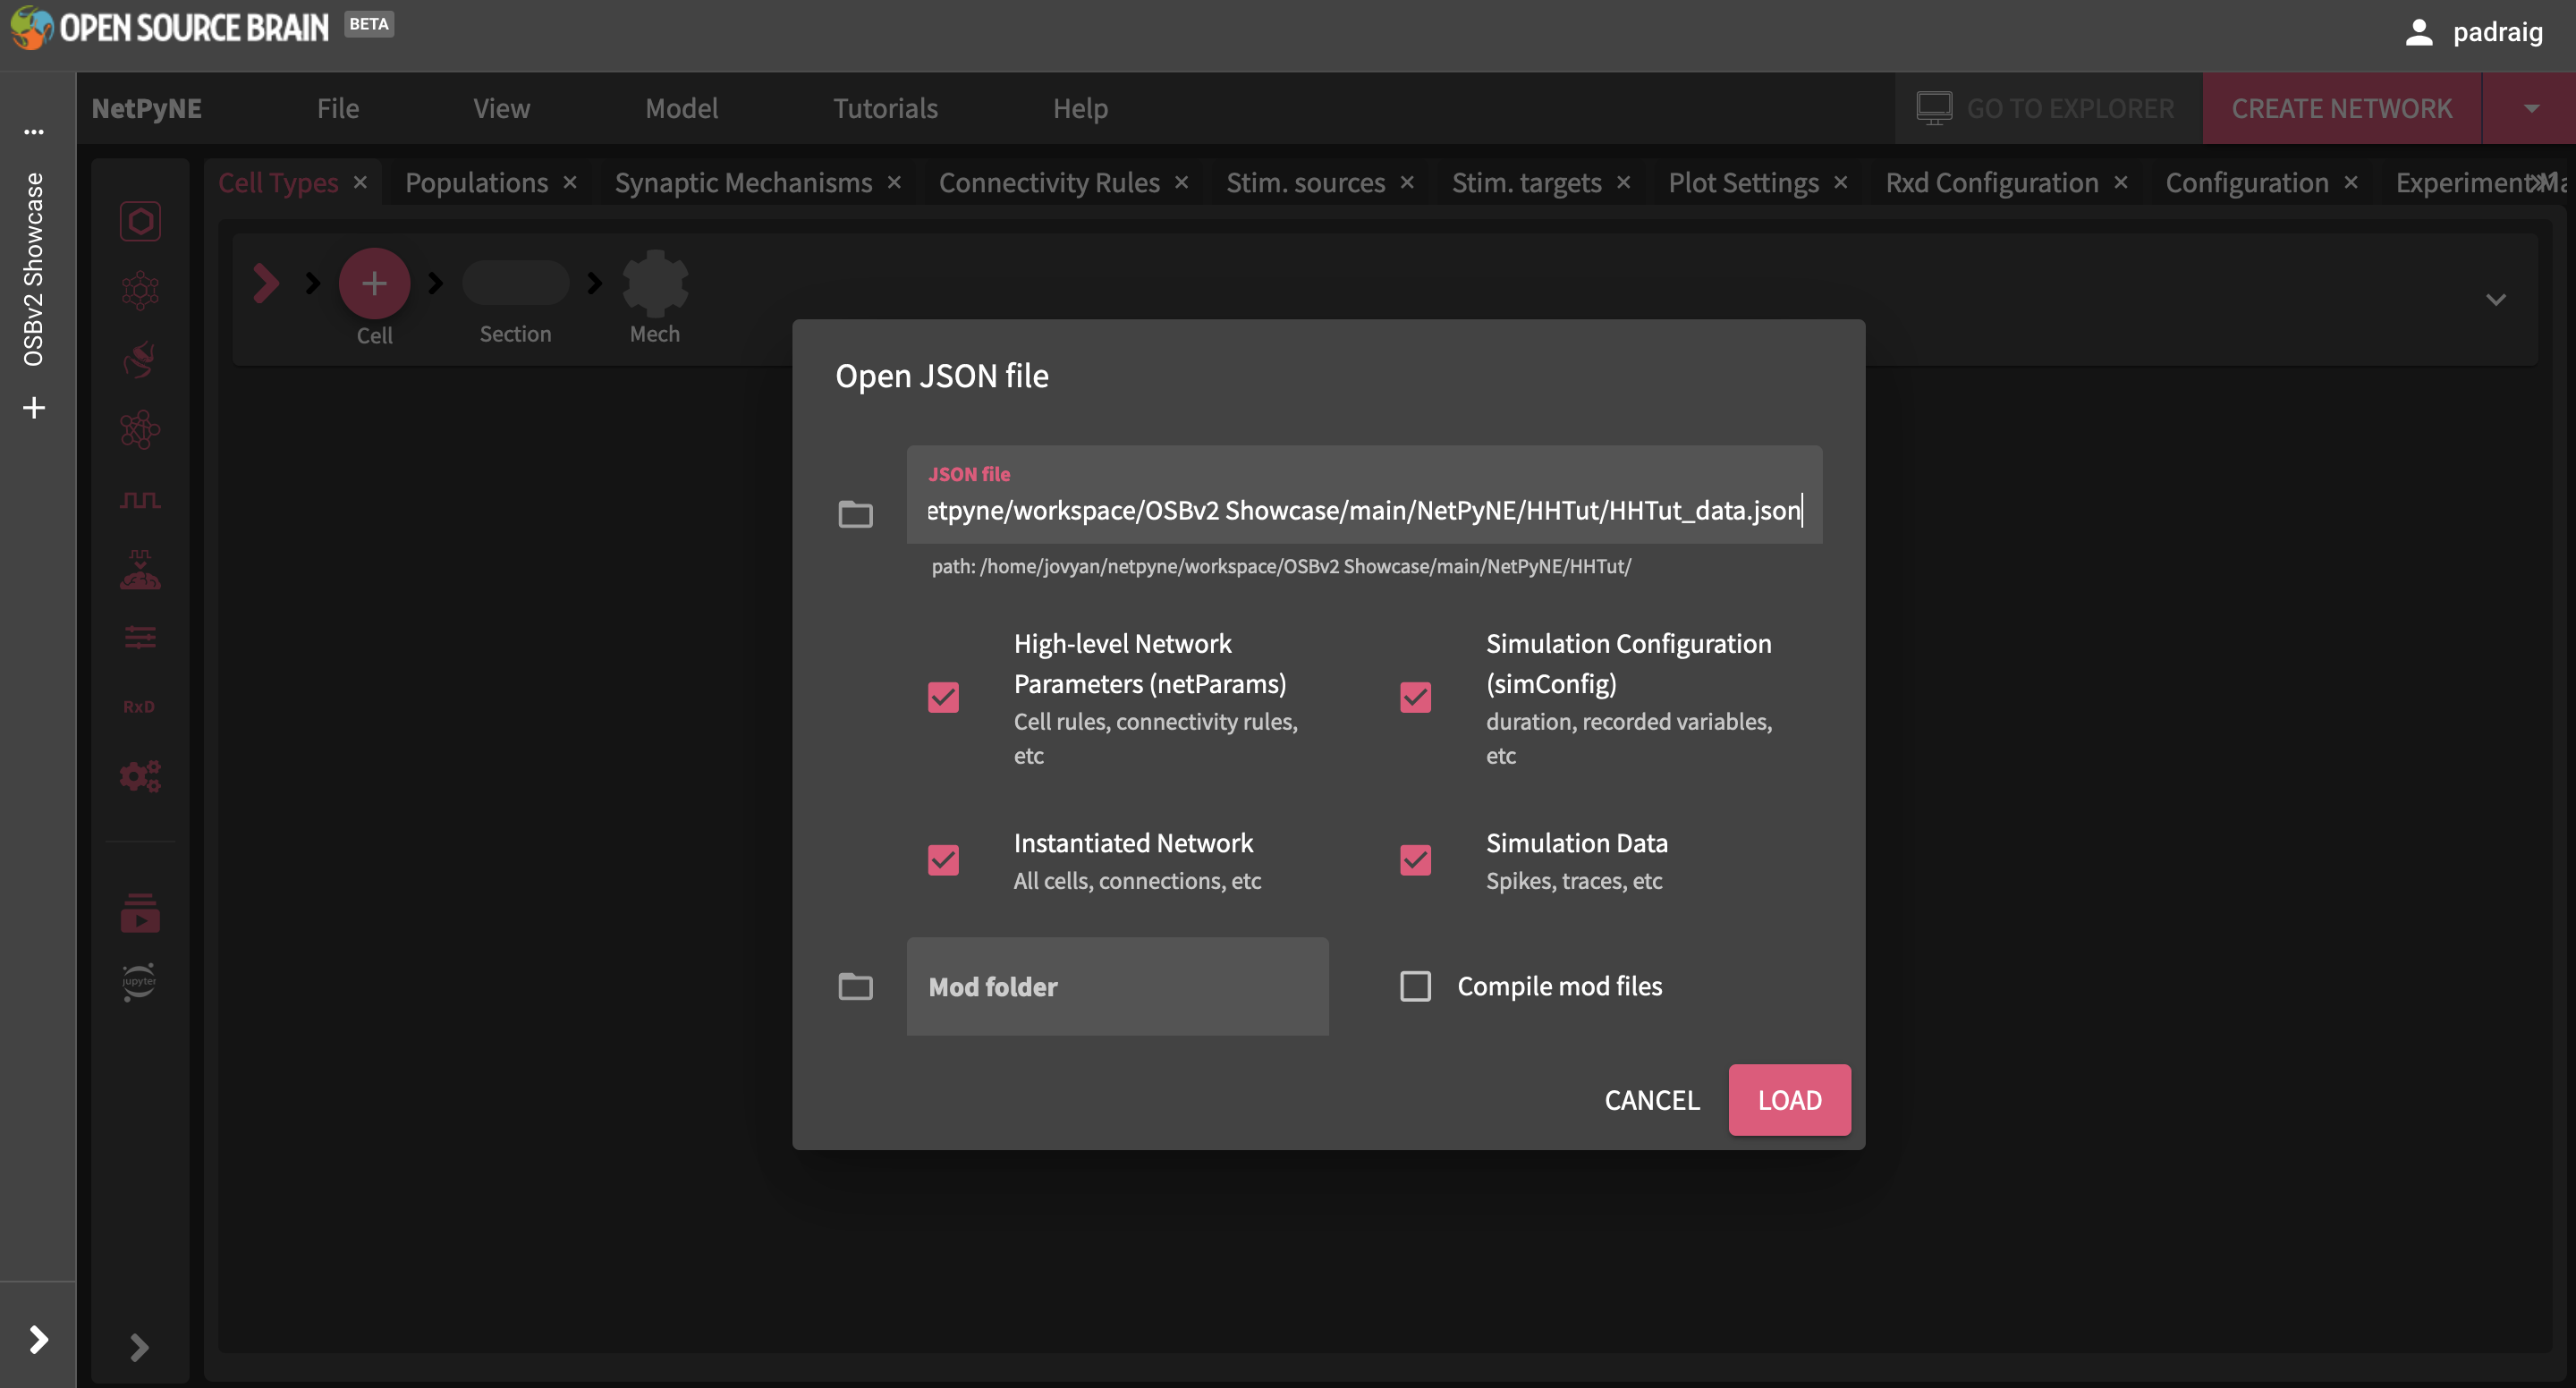 OPEN SOURCE BRAIN BETA
padraig
... OSBv2 Showcase +
NetPyNE File View Model Tutorials Help GO TO EXPLORER CREATE NETWORK
Cell Types × Populations × Synaptic Mechanisms × Connectivity Rules × Stim. sources × Stim. targets × Plot Settings × Rxd Configuration × Configuration × Experiment
Cell Section Mech
RxD
jupyter
Open JSON file
JSON file
etpyne/workspace/OSBv2 Showcase/main/NetPyNE/HHTut/HHTut_data.json
path: /home/jovyan/netpyne/workspace/OSBv2 Showcase/main/NetPyNE/HHTut/
High-level Network
Parameters (netParams)
Cell rules, connectivity rules,
etc
Simulation Configuration
(simConfig)
duration, recorded variables,
etc
Instantiated Network
All cells, connections, etc
Simulation Data
Spikes, traces, etc
Mod folder
Compile mod files
CANCEL LOAD